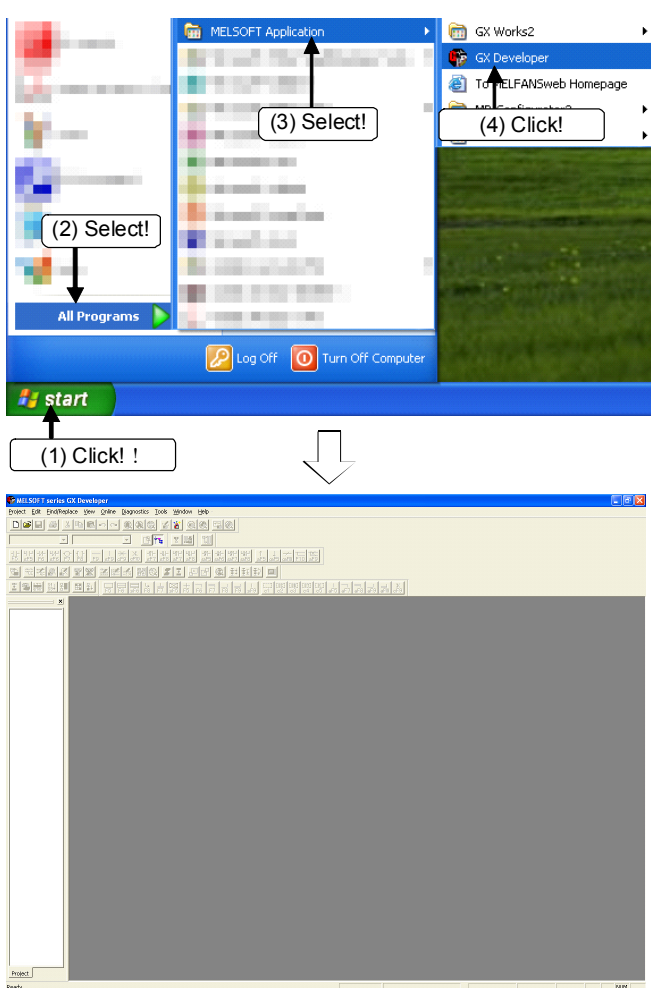 MELSOFT Application
GX Works2
GX Developer
To MELFANSweb Homepage
(3) Select!
(4) Click!
(2) Select!
All Programs
Log Off
Turn Off Computer
start
(1) Click! !
MELSOFT series GX Developer
Project Edit Find/Replace View Online Diagnostics Tools Window Help
Project
Ready
NUM